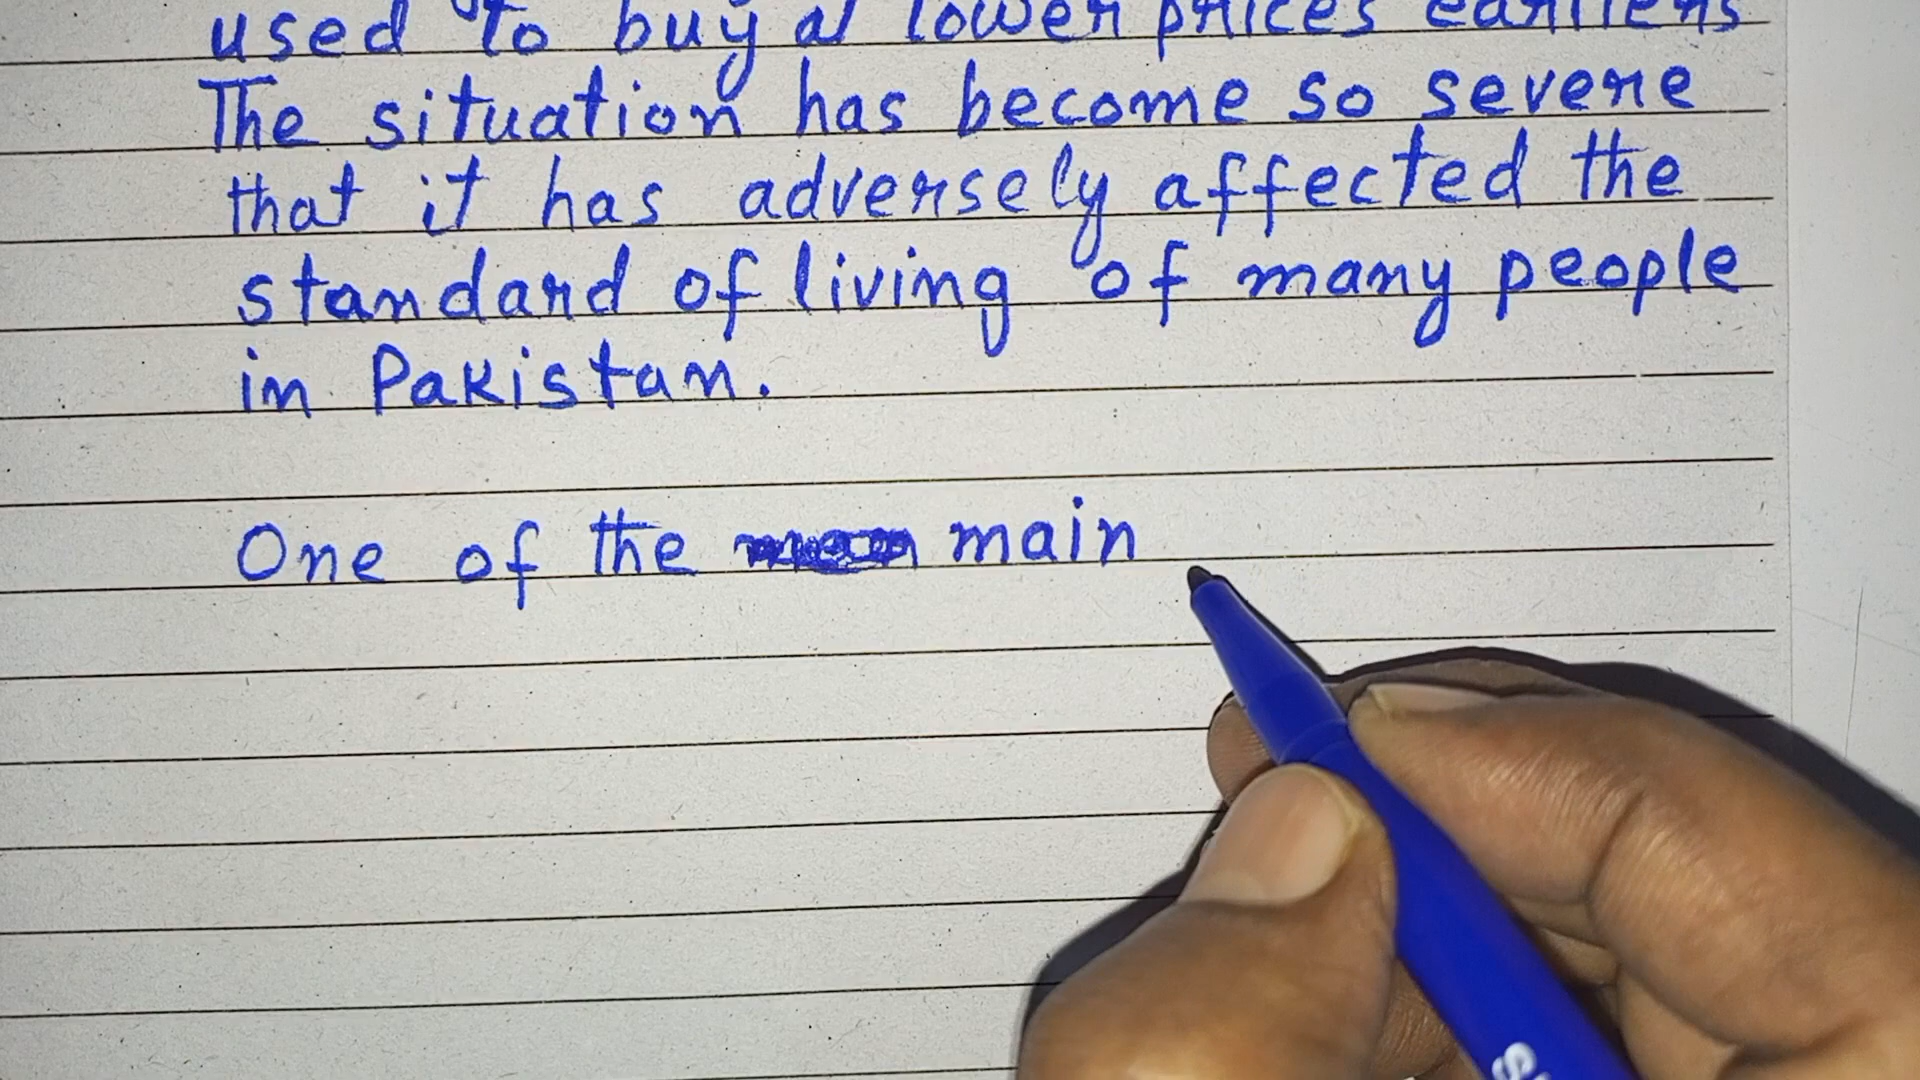 used to buy at lower prices earliers
The situation has become so severe
that it has adversely affected the
standard of living of many people
in Pakistan.
One of the main